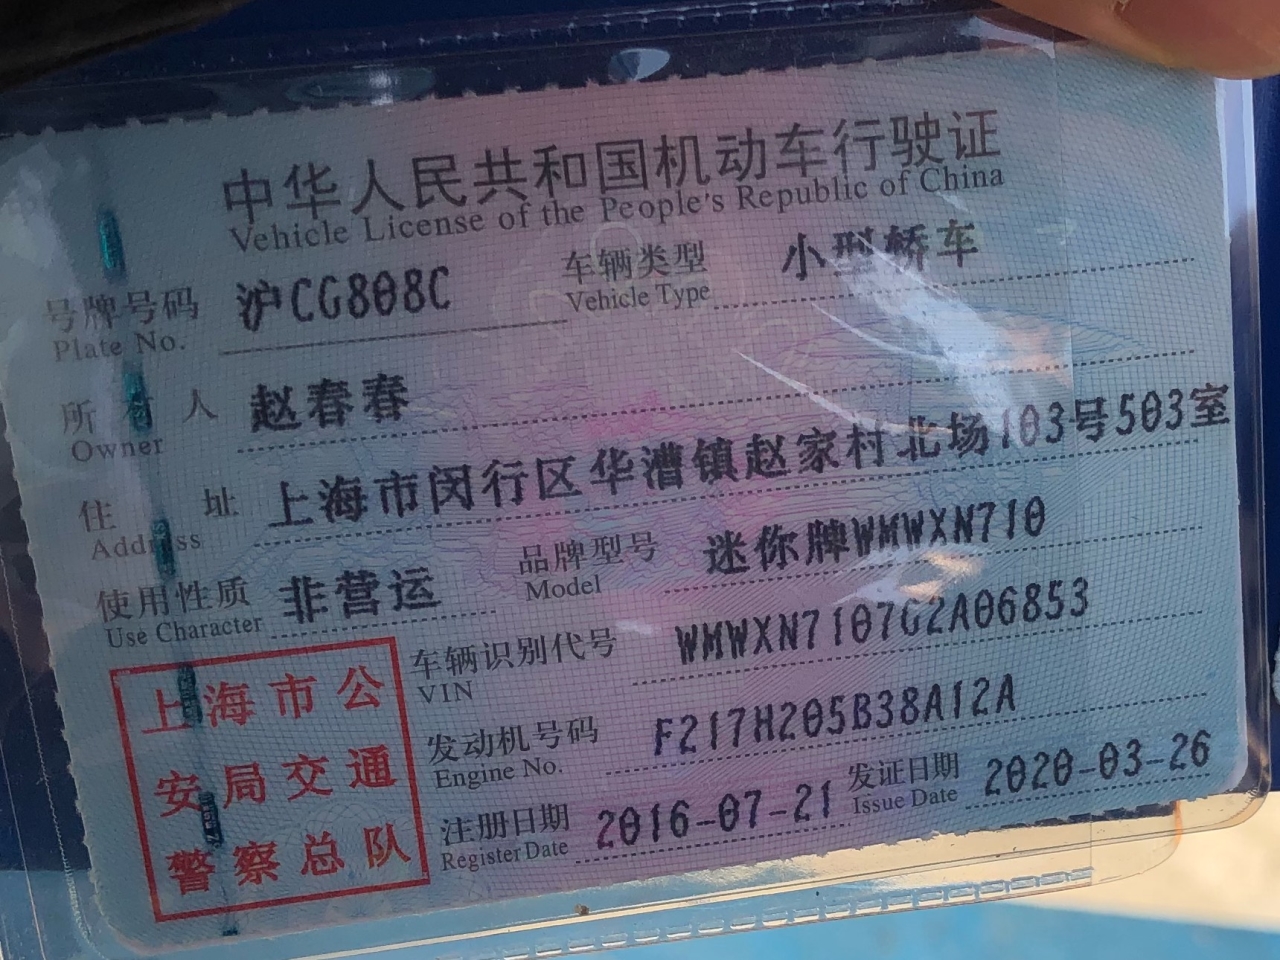 中华人民共和国机动车行驶证
Vehicle License of the People's Republic of China
号牌号码 沪CG808C 车辆类型 小型轿车
Plate No. Vehicle Type
所有人 赵春春
Owner
住址 上海市闵行区华漕镇赵家村北场103号503室
Address
使用性质 非营运 品牌型号 迷你牌WMWXN710
Use Character Model
车辆识别代号 WMWXN7107G2A06853
VIN
发动机号码 F217H205B38A12A
Engine No.
注册日期 2016-07-21 发证日期 2020-03-26
Register Date Issue Date
上海市公
安局交通
警察总队